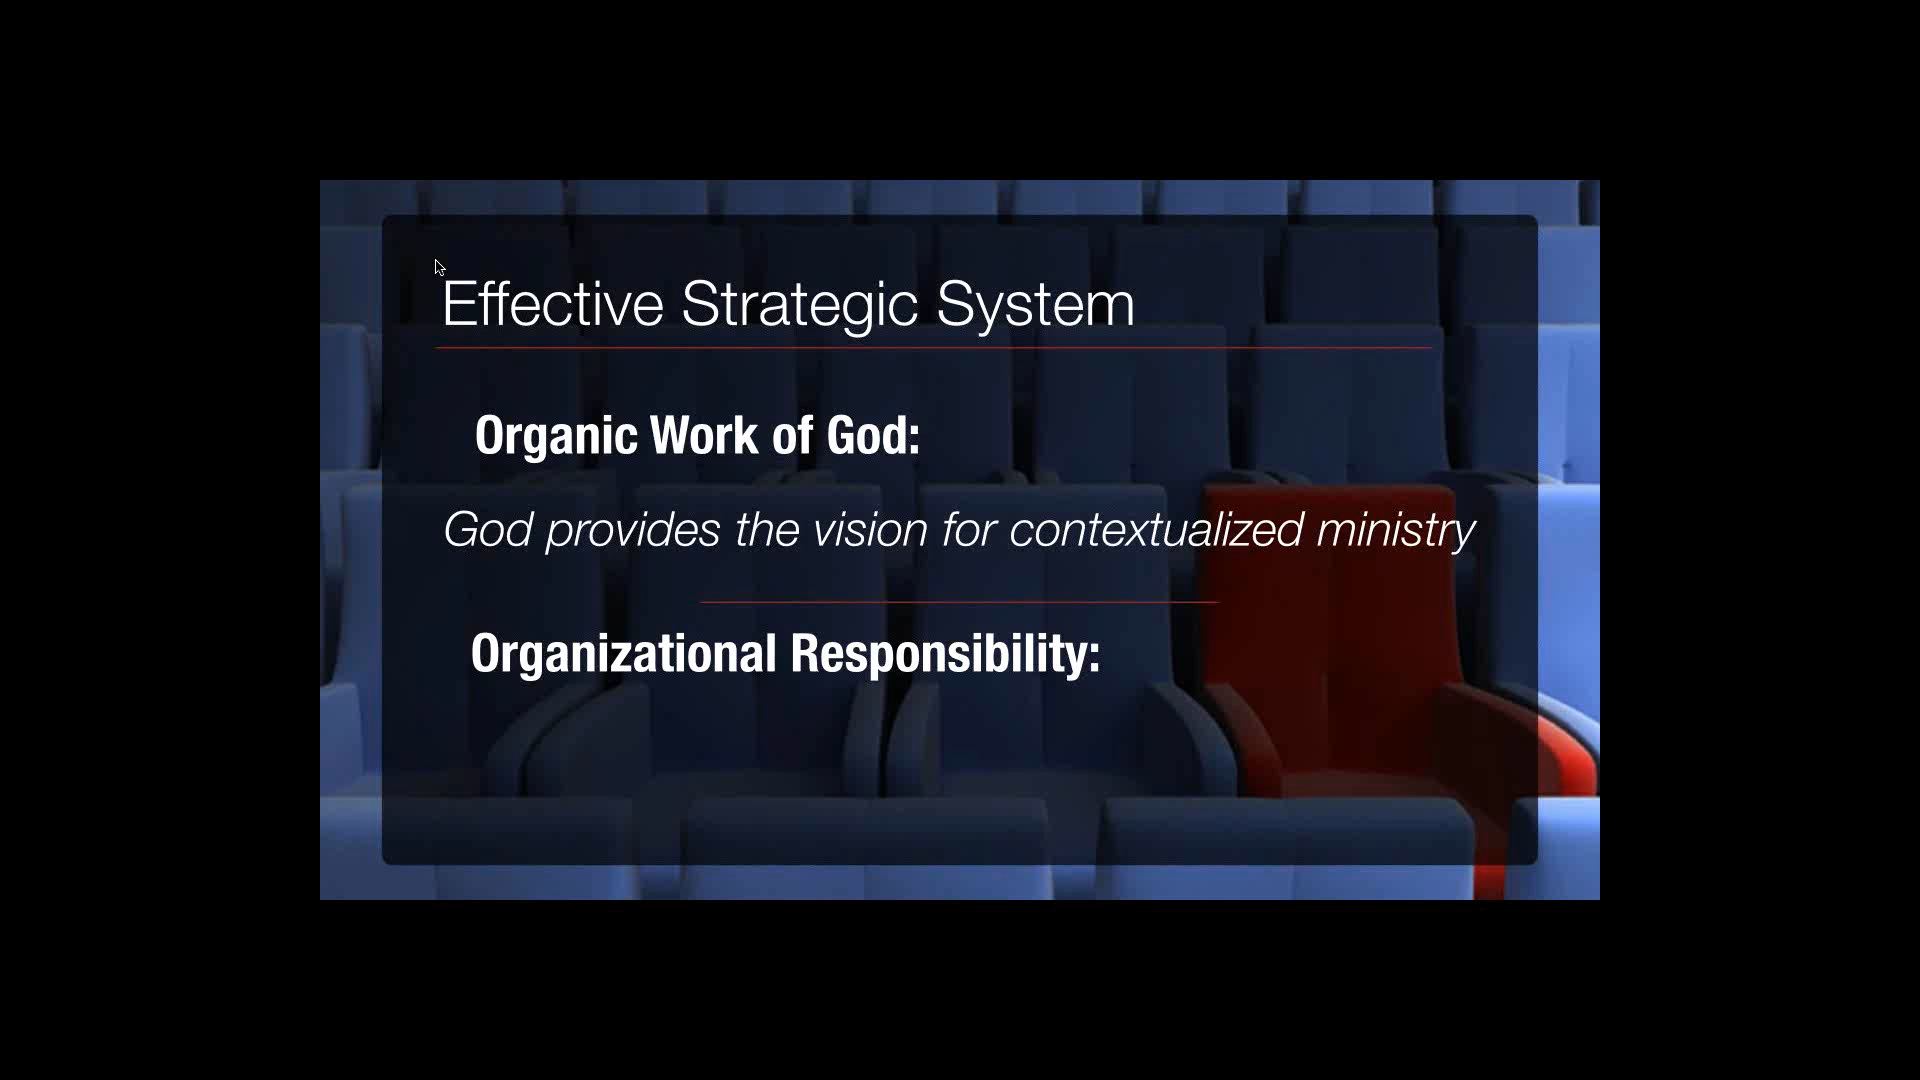 Effective Strategic System
Organic Work of God:
God provides the vision for contextualized ministry
Organizational Responsibility: